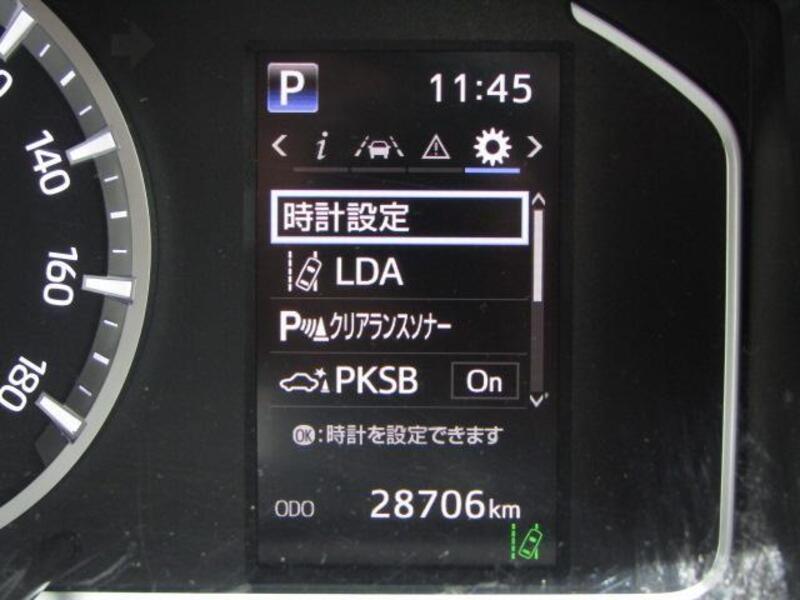 P 11:45
i
時計設定
LDA
P クリアランスソナー
PKSB On
OK:時計を設定できます
ODO 28706km
140
160
180